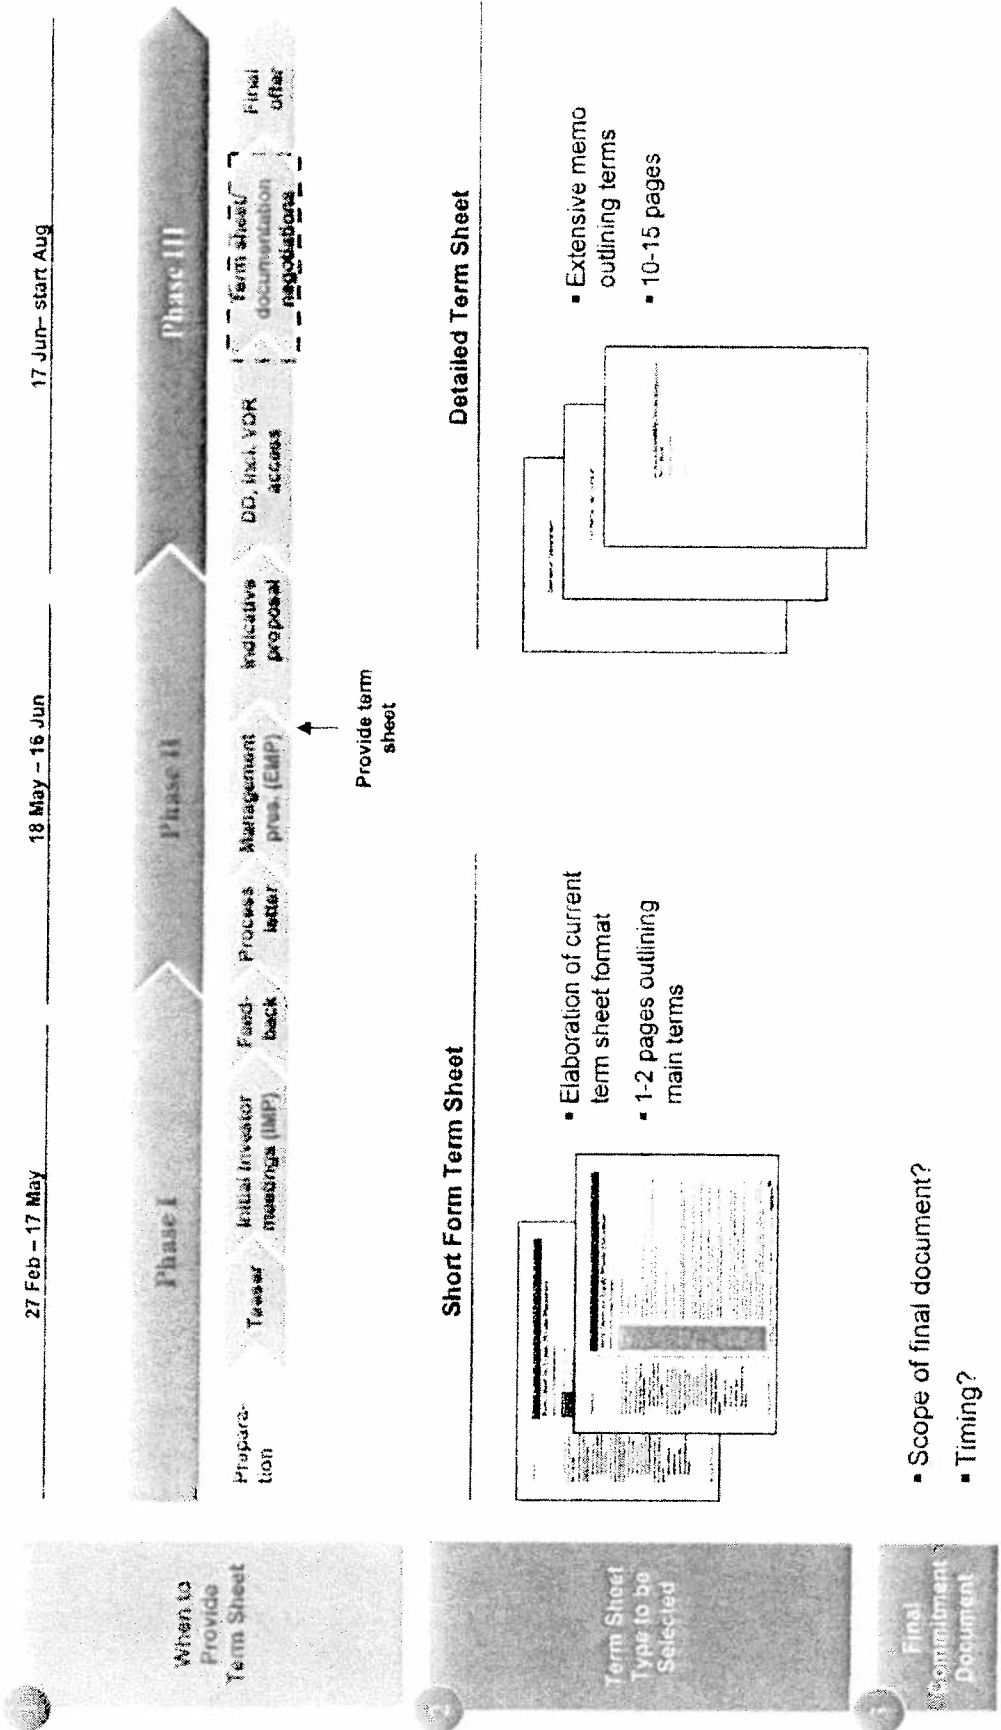 1
When to
Provide
Term Sheet
27 Feb – 17 May
18 May – 16 Jun
17 Jun– start Aug
Phase I
Phase II
Phase III
Prepara-
tion
Teaser
Initial Investor
meetings (IMP)
Feed-
back
Process
letter
Management
pres. (EMP)
Indicative
proposal
DD, incl. VDR
access
Term sheet/
documentation
negotiations
Final
offer
Provide term
sheet
2
Term Sheet
Type to be
Selected
Short Form Term Sheet
▪ Elaboration of current
term sheet format
▪ 1-2 pages outlining
main terms
Detailed Term Sheet
▪ Extensive memo
outlining terms
▪ 10-15 pages
3
Final
Commitment
Document
▪ Scope of final document?
▪ Timing?